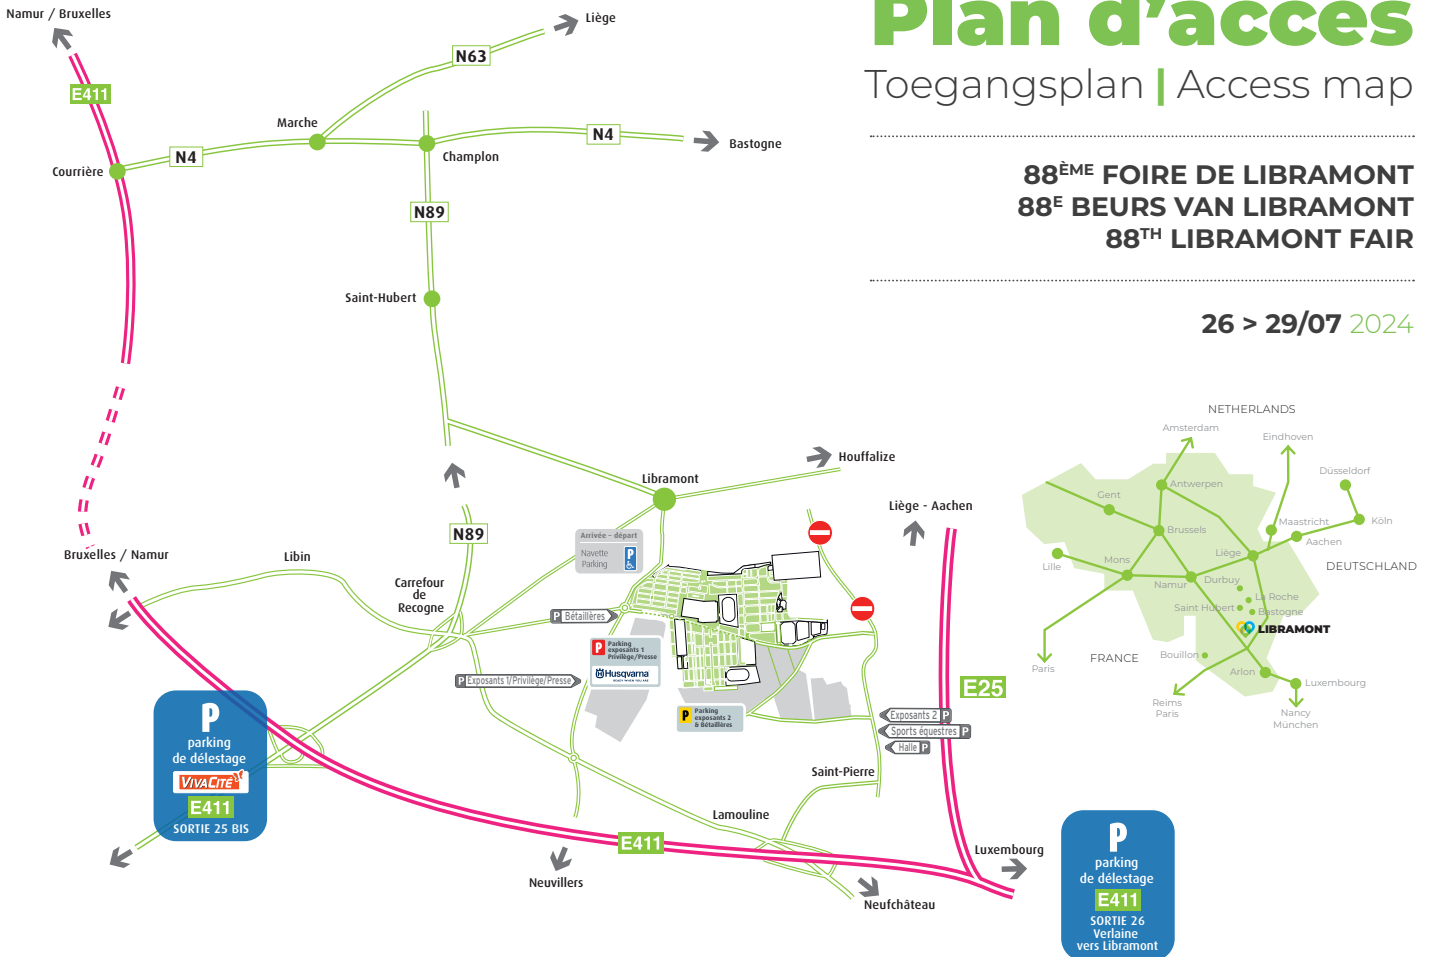 Plan d'accès
Toegangsplan | Access map
88ÈME FOIRE DE LIBRAMONT
88E BEURS VAN LIBRAMONT
88TH LIBRAMONT FAIR
26 > 29/07 2024
Namur / Bruxelles
Liège
N63
E411
Marche
N4
Bastogne
Champlon
N4
Courrière
N89
Saint-Hubert
Houffalize
Libramont
Liège - Aachen
N89
Arrivée - départ
Navette
Parking
P
Bruxelles / Namur
Libin
Carrefour
de
Recogne
P Bétaillères
P Parking
exposants 1
Privilège/Presse
Husqvarna
READY WHEN YOU ARE
P Exposants 1/Privilège/Presse
E25
P Parking
exposants 2
& Bétaillères
Exposants 2 P
Sports équestres P
Halle P
P
parking
de délestage
VIVACITÉ
E411
SORTIE 25 BIS
Saint-Pierre
Lamouline
E411
Luxembourg
Neuvillers
Neufchâteau
P
parking
de délestage
E411
SORTIE 26
Verlaine
vers Libramont
NETHERLANDS
Amsterdam
Eindhoven
Düsseldorf
Antwerpen
Gent
Köln
Maastricht
Brussels
Aachen
Liège
Mons
Lille
DEUTSCHLAND
Namur
Durbuy
La Roche
Saint Hubert
Bastogne
LIBRAMONT
FRANCE
Bouillon
Paris
Arlon
Luxembourg
Reims
Paris
Nancy
München